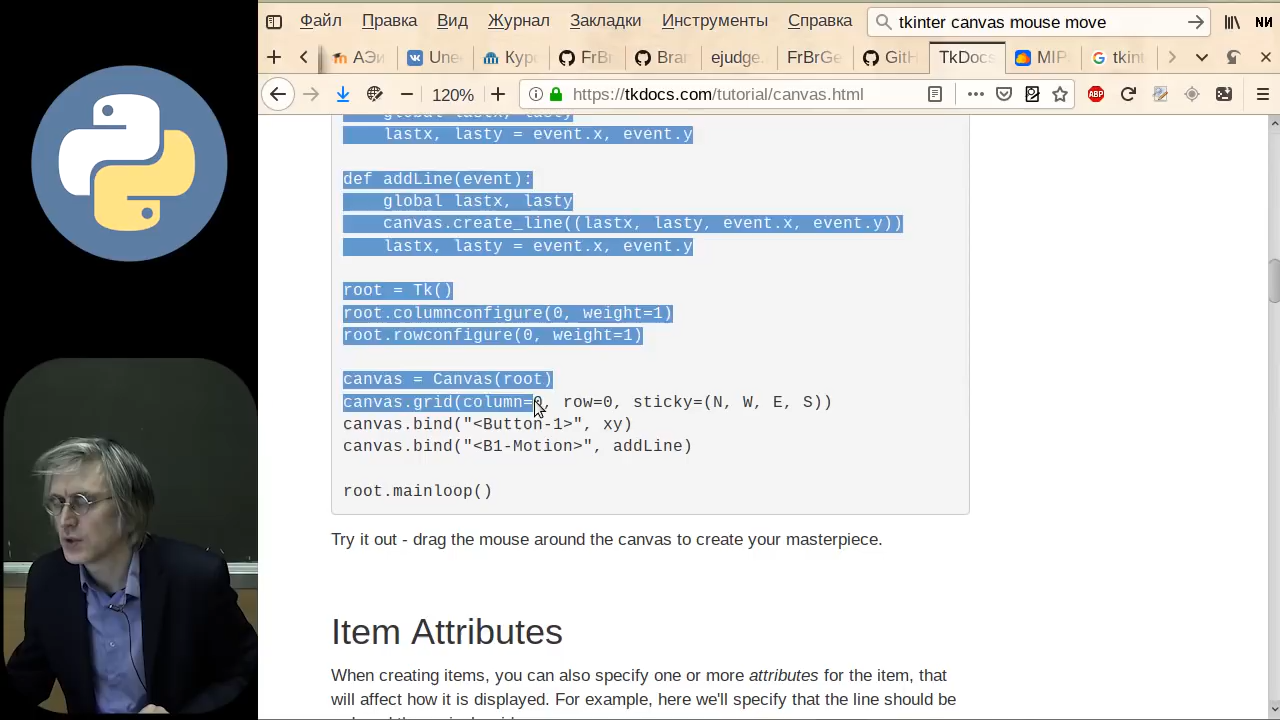 Файл Правка Вид Журнал Закладки Инструменты Справка tkinter canvas mouse move
АЭи Une Кур FrBr Bra ejudge. FrBrGe GitH TkDocs MIP tkint
120% https://tkdocs.com/tutorial/canvas.html ABP
global lastx, lasty
lastx, lasty = event.x, event.y
def addLine(event):
global lastx, lasty
canvas.create_line((lastx, lasty, event.x, event.y))
lastx, lasty = event.x, event.y
root = Tk()
root.columnconfigure(0, weight=1)
root.rowconfigure(0, weight=1)
canvas = Canvas(root)
canvas.grid(column=0, row=0, sticky=(N, W, E, S))
canvas.bind("<Button-1>", xy)
canvas.bind("<B1-Motion>", addLine)
root.mainloop()
Try it out - drag the mouse around the canvas to create your masterpiece.
Item Attributes
When creating items, you can also specify one or more attributes for the item, that
will affect how it is displayed. For example, here we'll specify that the line should be